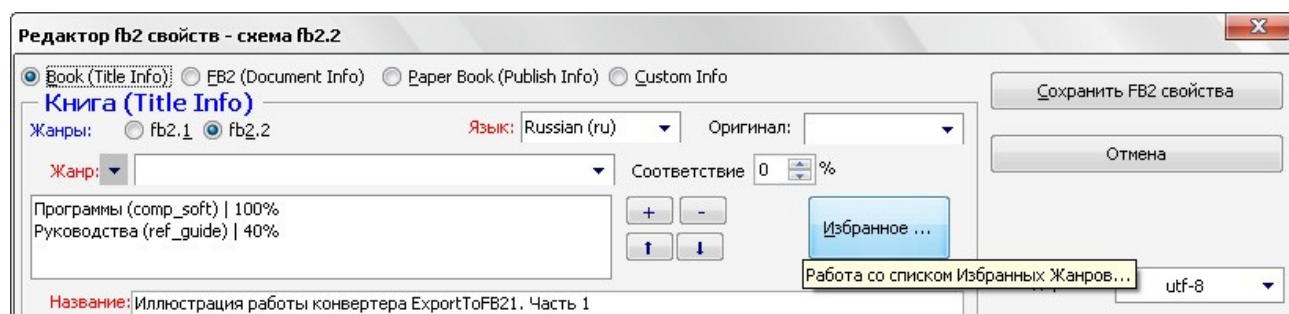 Редактор fb2 свойств - схема fb2.2
Book (Title Info) FB2 (Document Info) Paper Book (Publish Info) Custom Info
Сохранить FB2 свойства
Книга (Title Info)
Жанры: fb2.1 fb2.2 Язык: Russian (ru) Оригинал:
Отмена
Жанр: Соответствие 0 %
Программы (comp_soft) | 100%
Руководства (ref_guide) | 40%
+ -
Избранное ...
Работа со списком Избранных Жанров...
utf-8
Название: Иллюстрация работы конвертера ExportToFB21. Часть 1